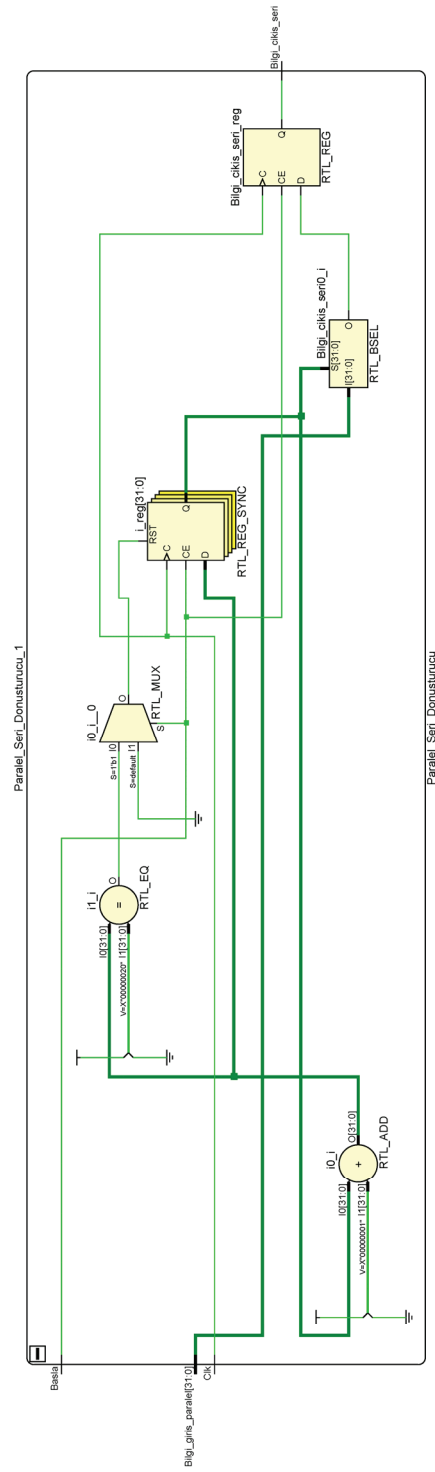 Paralel_Seri_Donusturucu_1
Basla
Bilgi_giris_paralel[31:0]
Clk
i0_i
I0[31:0]
V=X"00000001" I1[31:0]
+
O[31:0]
RTL_ADD
i1_i
I0[31:0]
V=X"00000020" I1[31:0]
=
O
RTL_EQ
i0_i__0
S=1'b1 I0
S=default I1
O
S
RTL_MUX
i_reg[31:0]
RST
C
CE
D
Q
RTL_REG_SYNC
Bilgi_cikis_seri0_i
S[31:0]
I[31:0]
O
RTL_BSEL
Bilgi_cikis_seri_reg
C
CE
D
Q
RTL_REG
Bilgi_cikis_seri
Paralel_Seri_Donusturucu